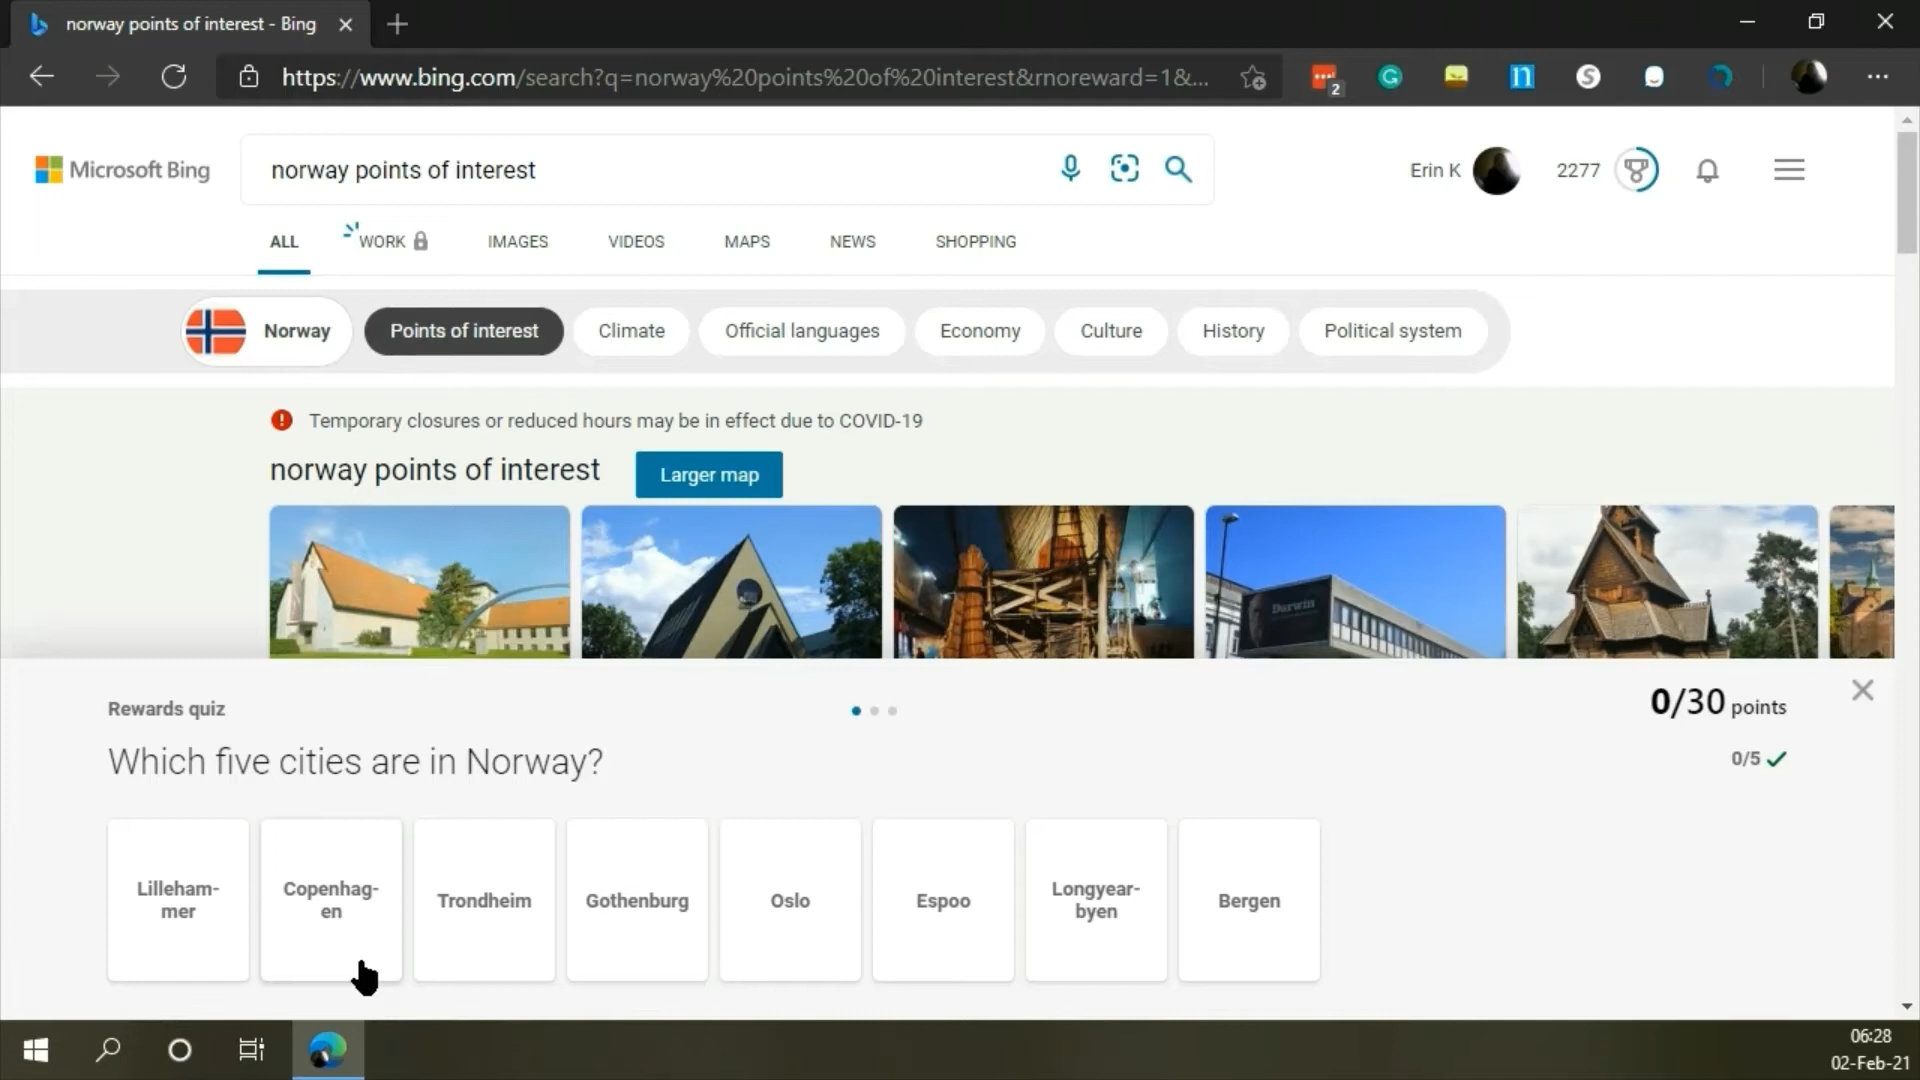 norway points of interest - Bing
https://www.bing.com/search?q=norway%20points%20of%20interest&rnoreward=1&...
2
Microsoft Bing
norway points of interest
Erin K
2277
ALL
WORK
IMAGES
VIDEOS
MAPS
NEWS
SHOPPING
Norway
Points of interest
Climate
Official languages
Economy
Culture
History
Political system
Temporary closures or reduced hours may be in effect due to COVID-19
norway points of interest
Larger map
Darwin
Rewards quiz
0/30 points
Which five cities are in Norway?
0/5
Lilleham-
mer
Copenhag-
en
Trondheim
Gothenburg
Oslo
Espoo
Longyear-
byen
Bergen
06:28
02-Feb-21